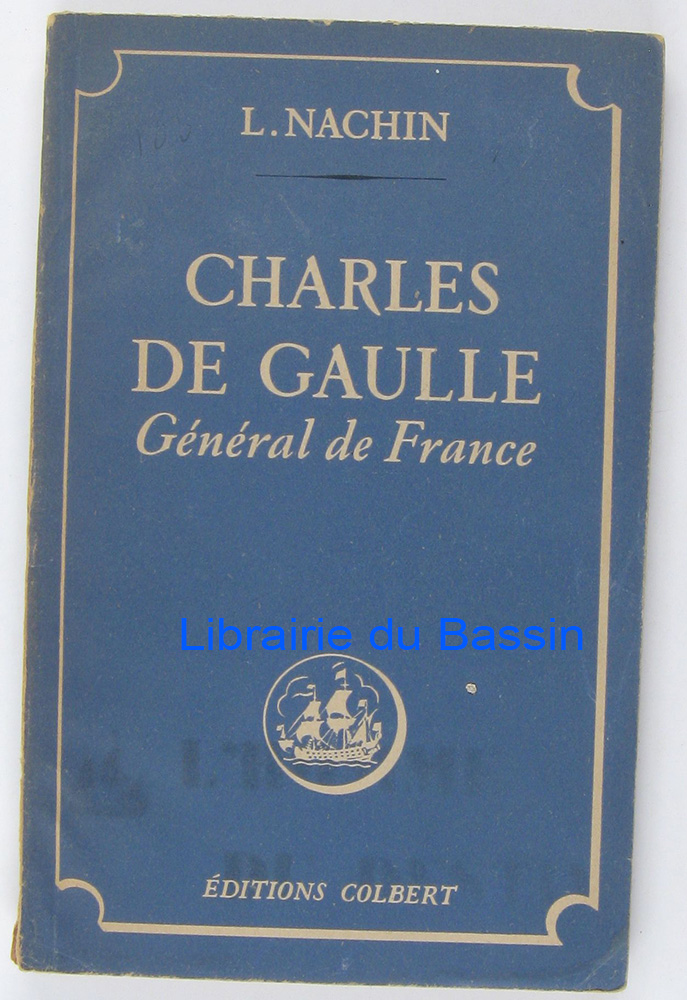 L. NACHIN
CHARLES
DE GAULLE
Général de France
Librairie du Bassin
ÉDITIONS COLBERT